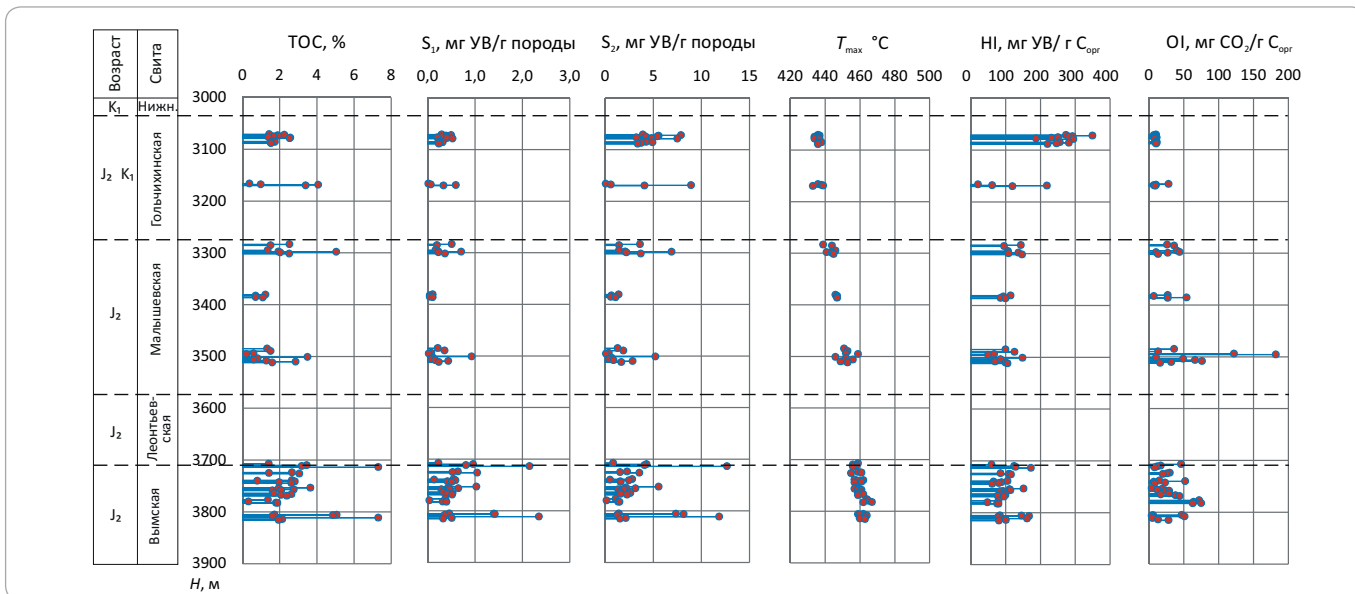 Возраст
Свита
TOC, %
S₁, мг УВ/г породы
S₂, мг УВ/г породы
Tmax °C
HI, мг УВ/ г Cорг
OI, мг CO₂/г Cорг
0 2 4 6 8
0,0 1,0 2,0 3,0
0 5 10 15
420 440 460 480 500
0 100 200 300 400
0 50 100 150 200
3000
K₁
Нижн.
3100
J₂ K₁
Гольчихинская
3200
3300
J₂
Малышевская
3400
3500
3600
J₂
Леонтьев-
ская
3700
J₂
Вымская
3800
3900
H, м